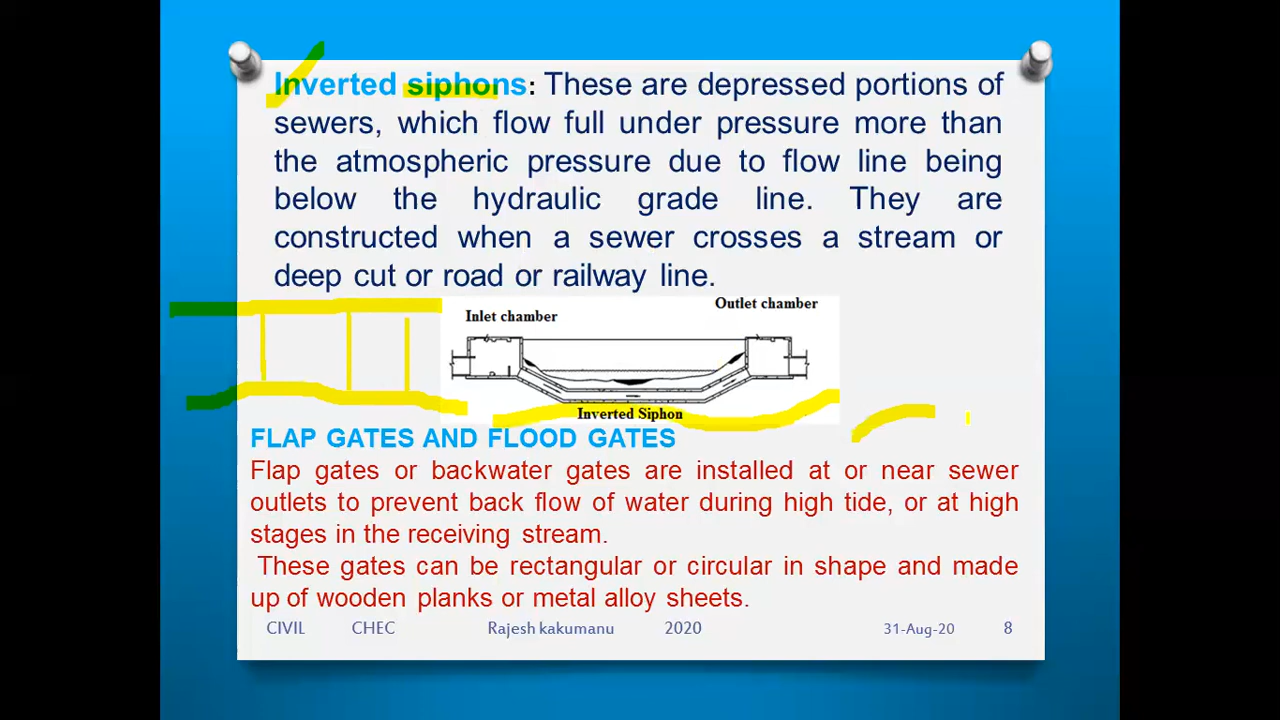 Inverted siphons: These are depressed portions of
sewers, which flow full under pressure more than
the atmospheric pressure due to flow line being
below the hydraulic grade line. They are
constructed when a sewer crosses a stream or
deep cut or road or railway line.
Outlet chamber
Inlet chamber
Inverted Siphon
FLAP GATES AND FLOOD GATES
Flap gates or backwater gates are installed at or near sewer
outlets to prevent back flow of water during high tide, or at high
stages in the receiving stream.
These gates can be rectangular or circular in shape and made
up of wooden planks or metal alloy sheets.
CIVIL CHEC Rajesh kakumanu 2020 31-Aug-20 8